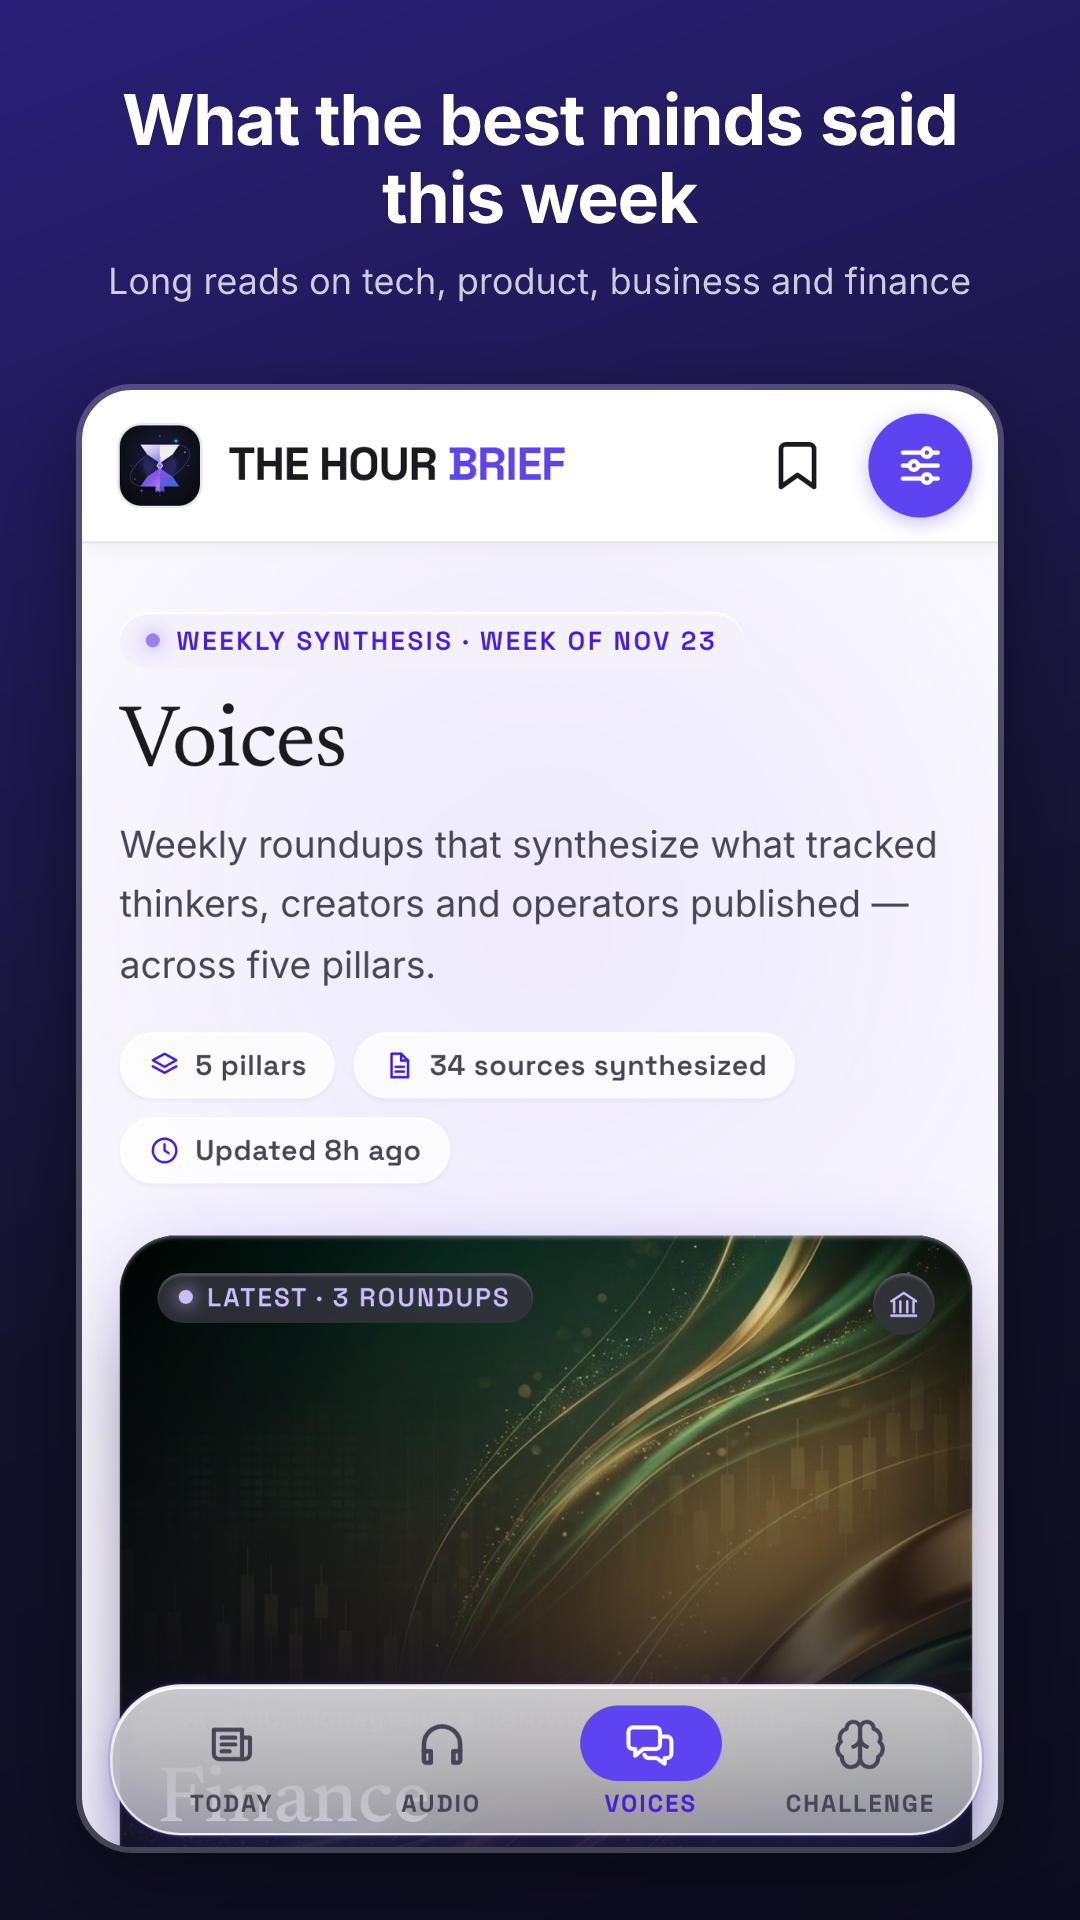 What the best minds said
this week
Long reads on tech, product, business and finance
THE HOUR BRIEF
WEEKLY SYNTHESIS · WEEK OF NOV 23
Voices
Weekly roundups that synthesize what tracked
thinkers, creators and operators published —
across five pillars.
5 pillars
34 sources synthesized
Updated 8h ago
LATEST · 3 ROUNDUPS
Finance
TODAY
AUDIO
VOICES
CHALLENGE